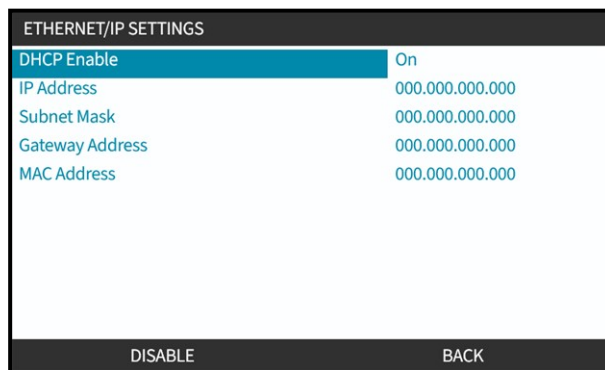 ETHERNET/IP SETTINGS
DHCP Enable On
IP Address 000.000.000.000
Subnet Mask 000.000.000.000
Gateway Address 000.000.000.000
MAC Address 000.000.000.000
DISABLE BACK